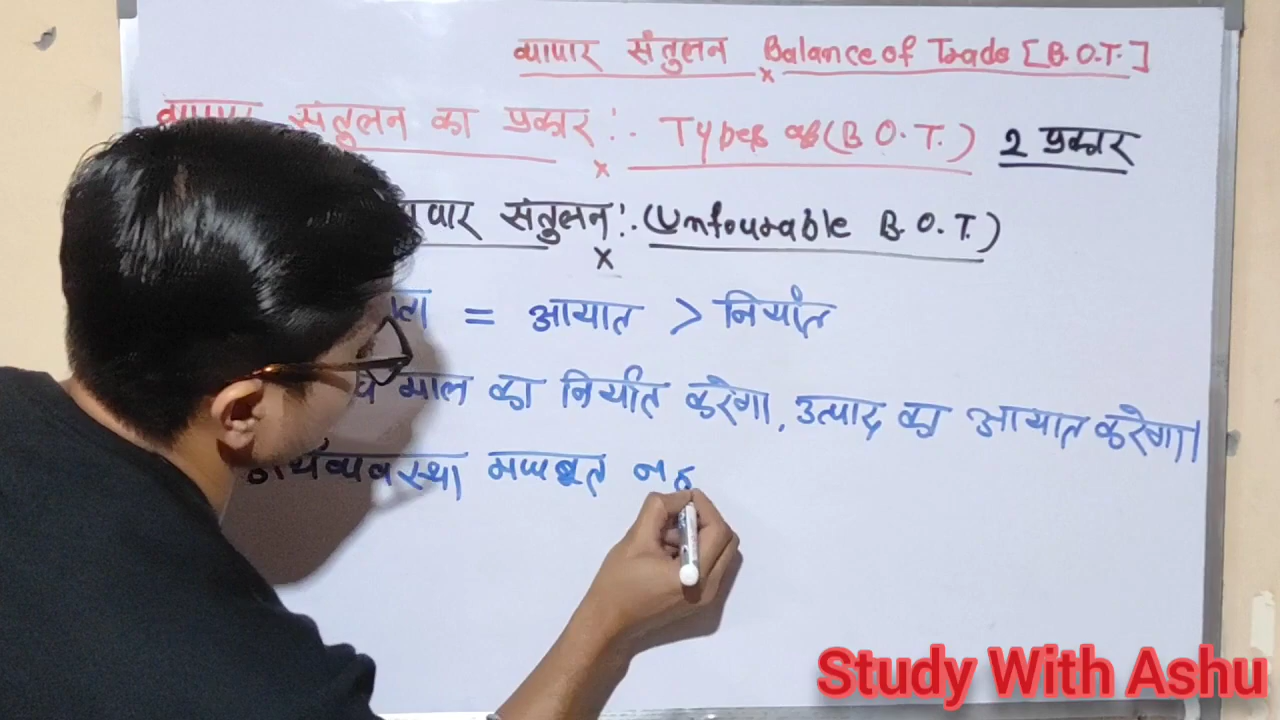 व्यापार संतुलन Balance of Trade [B.O.T.]
व्यापार संतुलन का प्रकार :- Types of (B.O.T.) 2 प्रकार
संतुलन :- (Unfourable B.O.T.)
= आयात > निर्यात
माल का निर्यात करेगा, उत्पाद का आयात करेगा।
अर्थव्यवस्था मजबूत नह
Study With Ashu